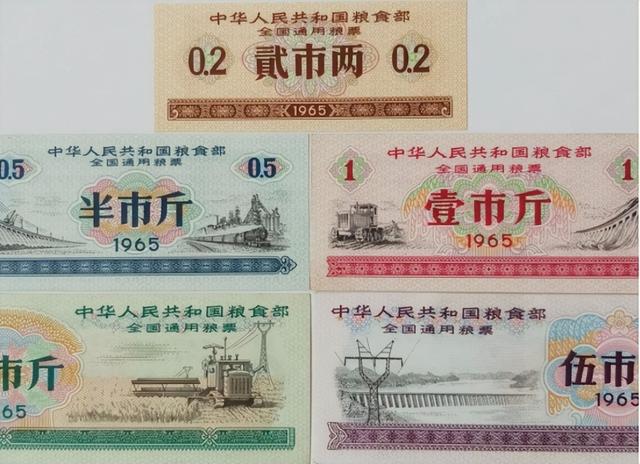 中华人民共和国粮食部
全国通用粮票
0.2 貳市两 0.2
1965
中华人民共和国粮食部
全国通用粮票
0.5 0.5
半市斤
1965
中华人民共和国粮食部
全国通用粮票
1 1
壹市斤
1965
中华人民共和国粮食部
全国通用粮票
市斤
65
中华人民共和国粮食部
全国通用粮票
伍市
1965